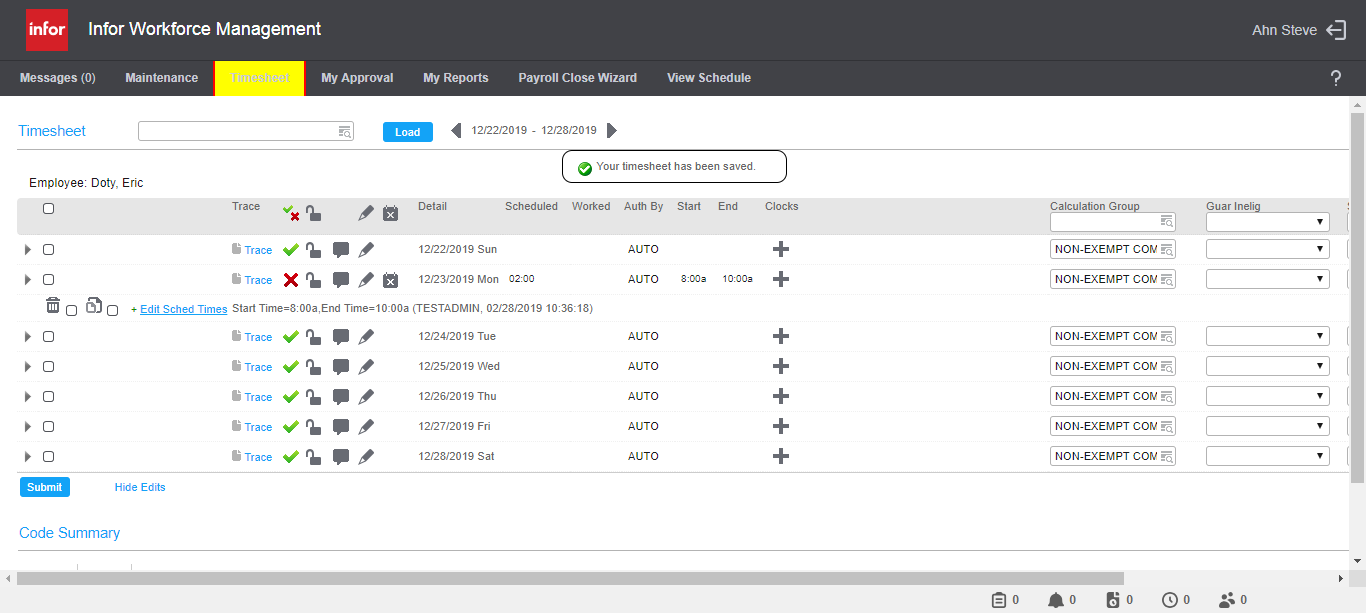 infor Infor Workforce Management Ahn Steve
Messages (0) Maintenance Timesheet My Approval My Reports Payroll Close Wizard View Schedule ?
Timesheet Load 12/22/2019 - 12/28/2019
Your timesheet has been saved.
Employee: Doty, Eric
Trace Detail Scheduled Worked Auth By Start End Clocks Calculation Group Guar Inelig
Trace 12/22/2019 Sun AUTO NON-EXEMPT COM
Trace 12/23/2019 Mon 02:00 AUTO 8:00a 10:00a NON-EXEMPT COM
+ Edit Sched Times Start Time=8:00a,End Time=10:00a (TESTADMIN, 02/28/2019 10:36:18)
Trace 12/24/2019 Tue AUTO NON-EXEMPT COM
Trace 12/25/2019 Wed AUTO NON-EXEMPT COM
Trace 12/26/2019 Thu AUTO NON-EXEMPT COM
Trace 12/27/2019 Fri AUTO NON-EXEMPT COM
Trace 12/28/2019 Sat AUTO NON-EXEMPT COM
Submit Hide Edits
Code Summary
0 0 0 0 0